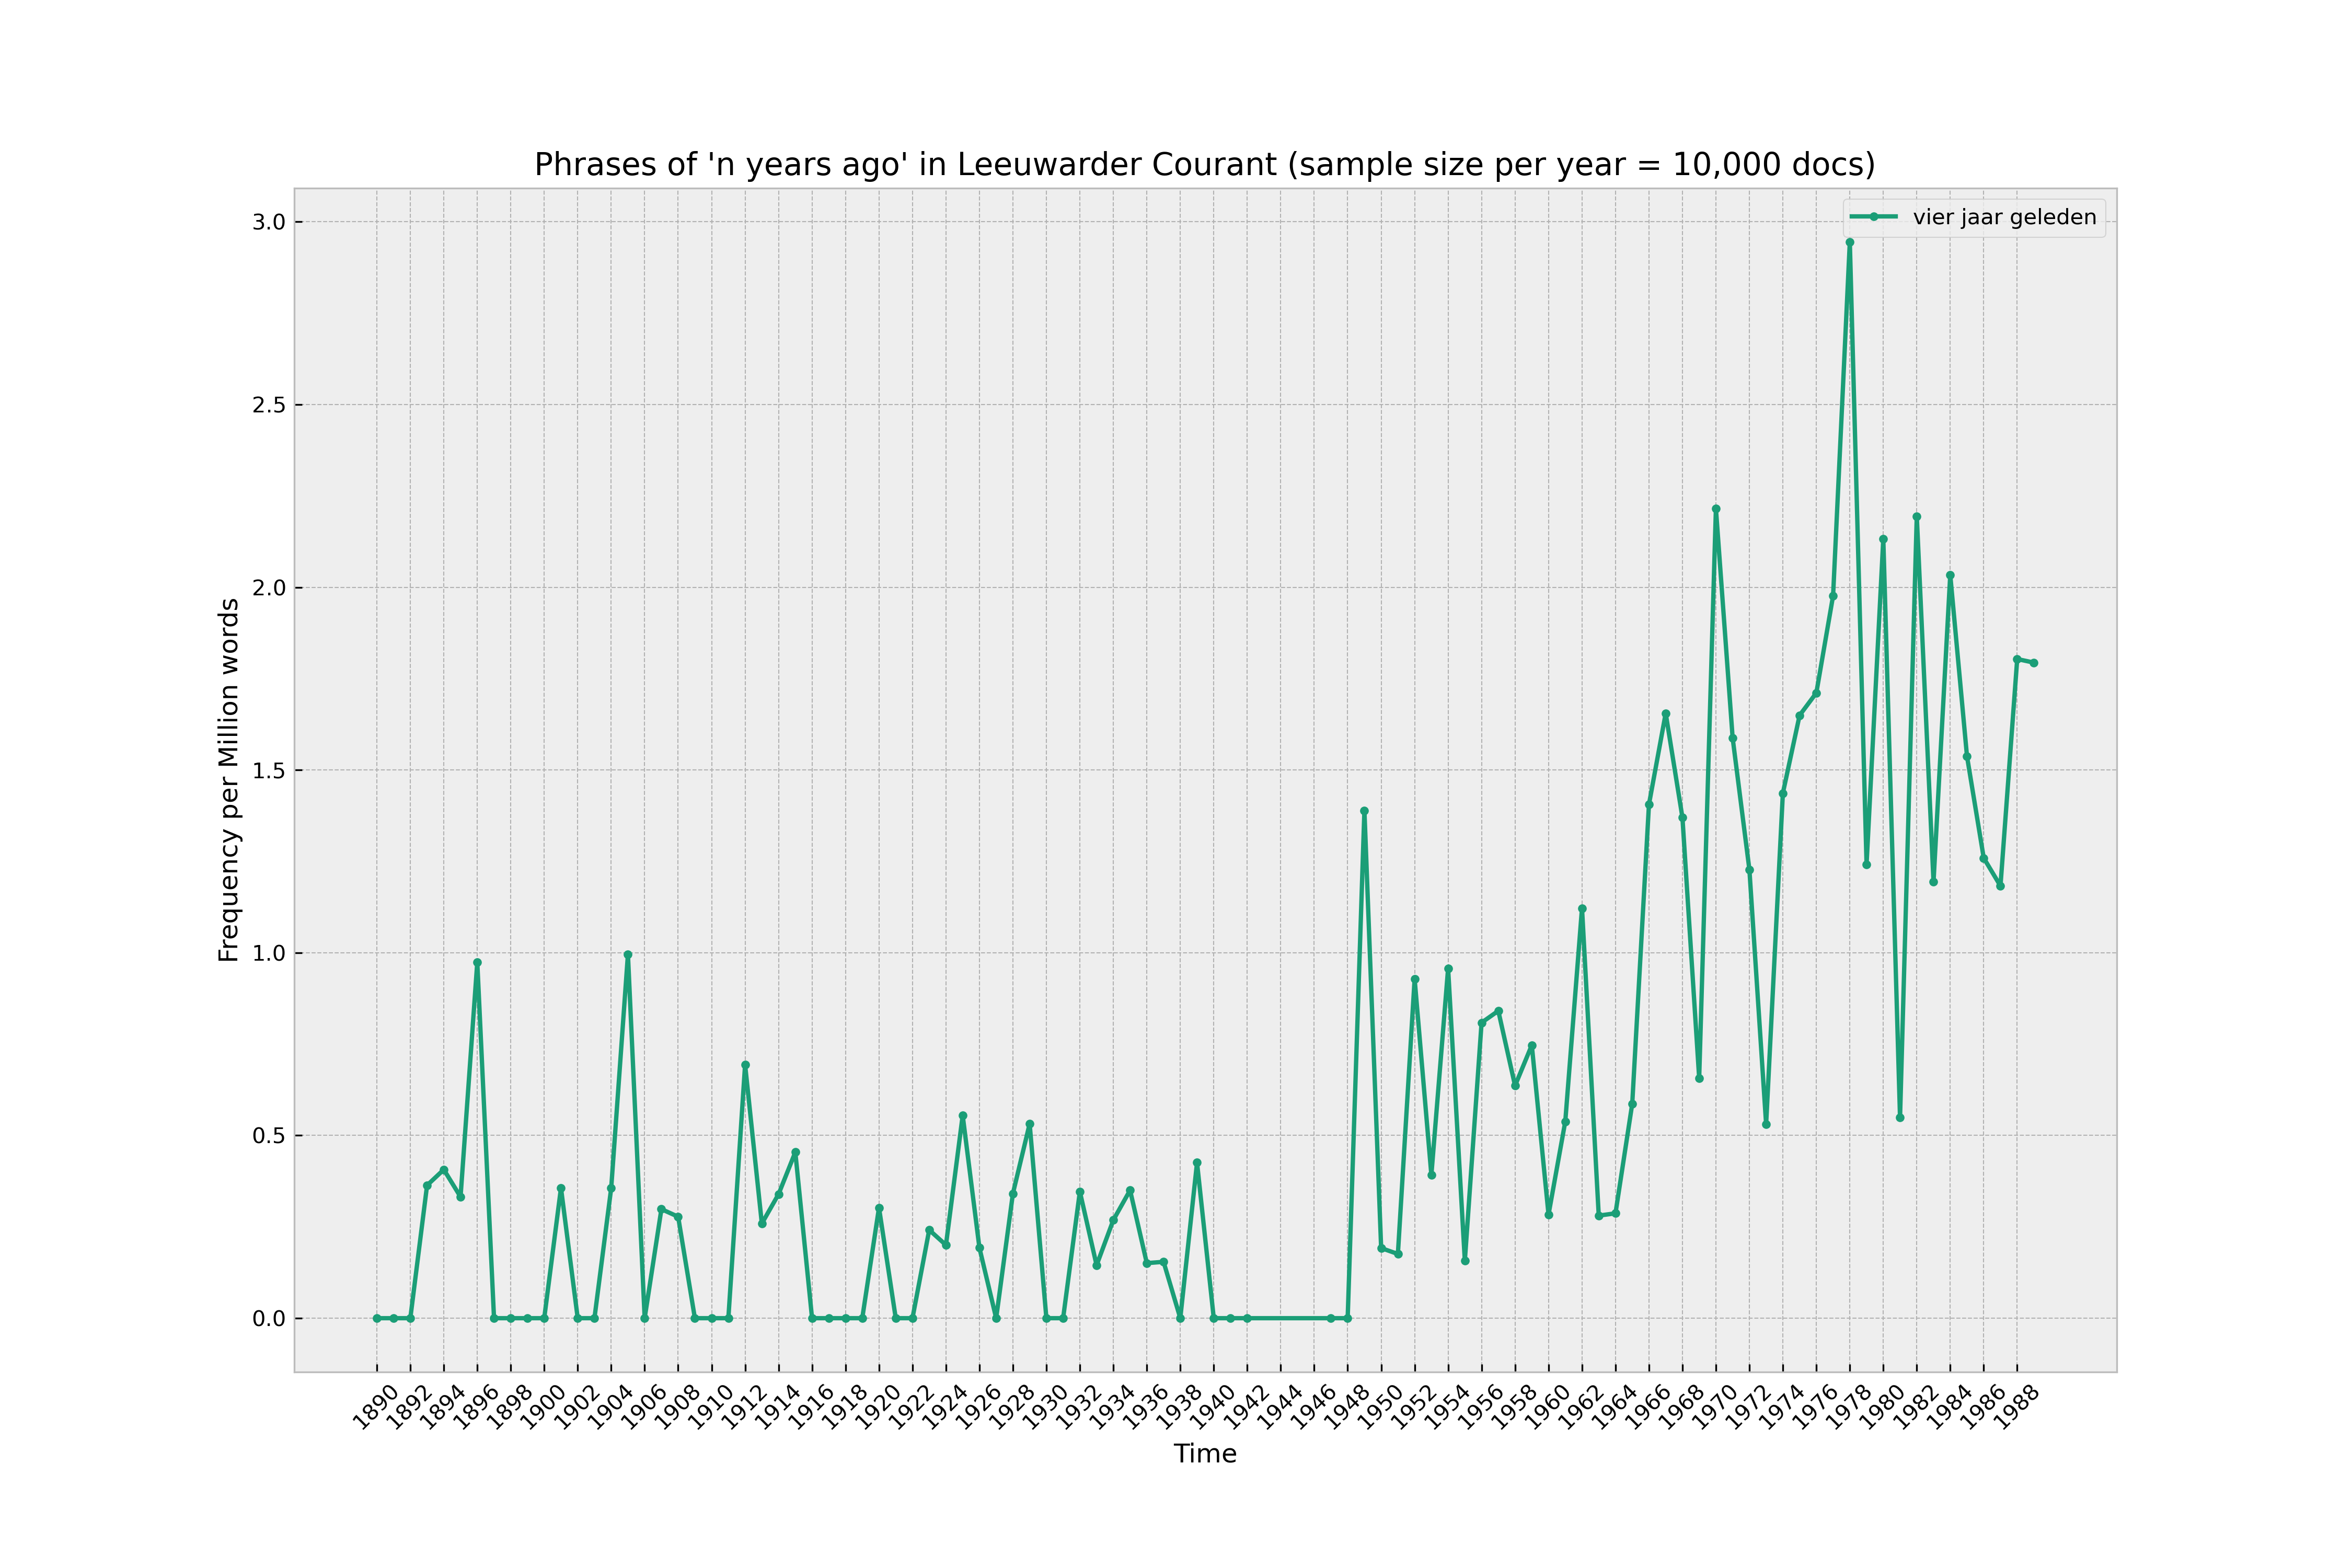 Phrases of 'n years ago' in Leeuwarder Courant (sample size per year = 10,000 docs)
vier jaar geleden
3.0
2.5
2.0
1.5
1.0
0.5
0.0
Frequency per Million words
1890 1892 1894 1896 1898 1900 1902 1904 1906 1908 1910 1912 1914 1916 1918 1920 1922 1924 1926 1928 1930 1932 1934 1936 1938 1940 1942 1944 1946 1948 1950 1952 1954 1956 1958 1960 1962 1964 1966 1968 1970 1972 1974 1976 1978 1980 1982 1984 1986 1988
Time